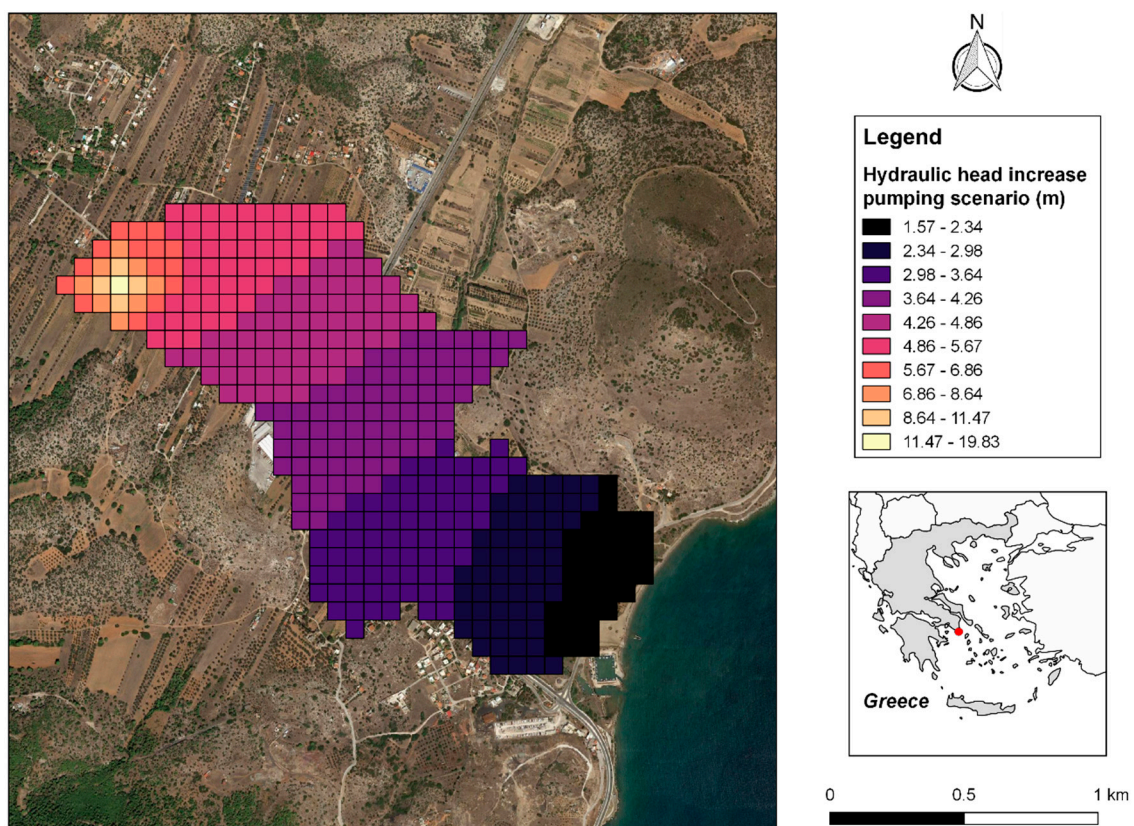 N
Legend
Hydraulic head increase
pumping scenario (m)
1.57 - 2.34
2.34 - 2.98
2.98 - 3.64
3.64 - 4.26
4.26 - 4.86
4.86 - 5.67
5.67 - 6.86
6.86 - 8.64
8.64 - 11.47
11.47 - 19.83
Greece
0 0.5 1 km